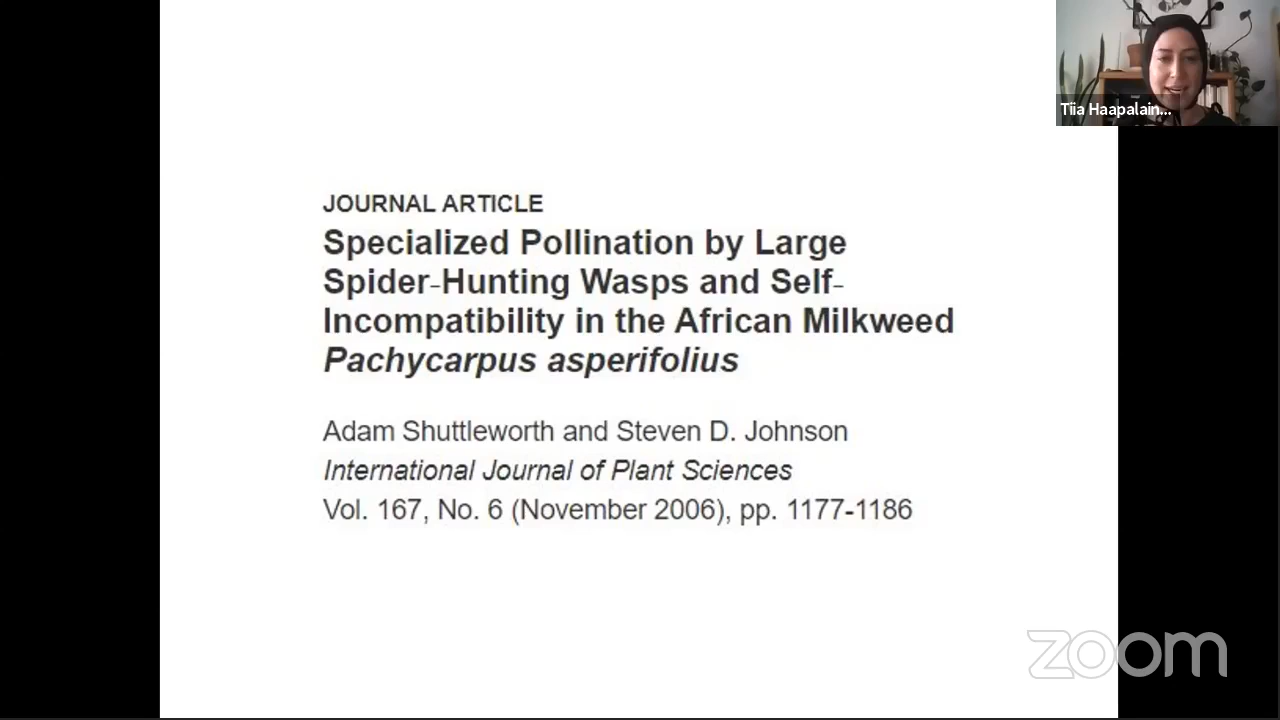 Tiia Haapalain...
JOURNAL ARTICLE
Specialized Pollination by Large
Spider-Hunting Wasps and Self-
Incompatibility in the African Milkweed
Pachycarpus asperifolius
Adam Shuttleworth and Steven D. Johnson
International Journal of Plant Sciences
Vol. 167, No. 6 (November 2006), pp. 1177-1186
zoom